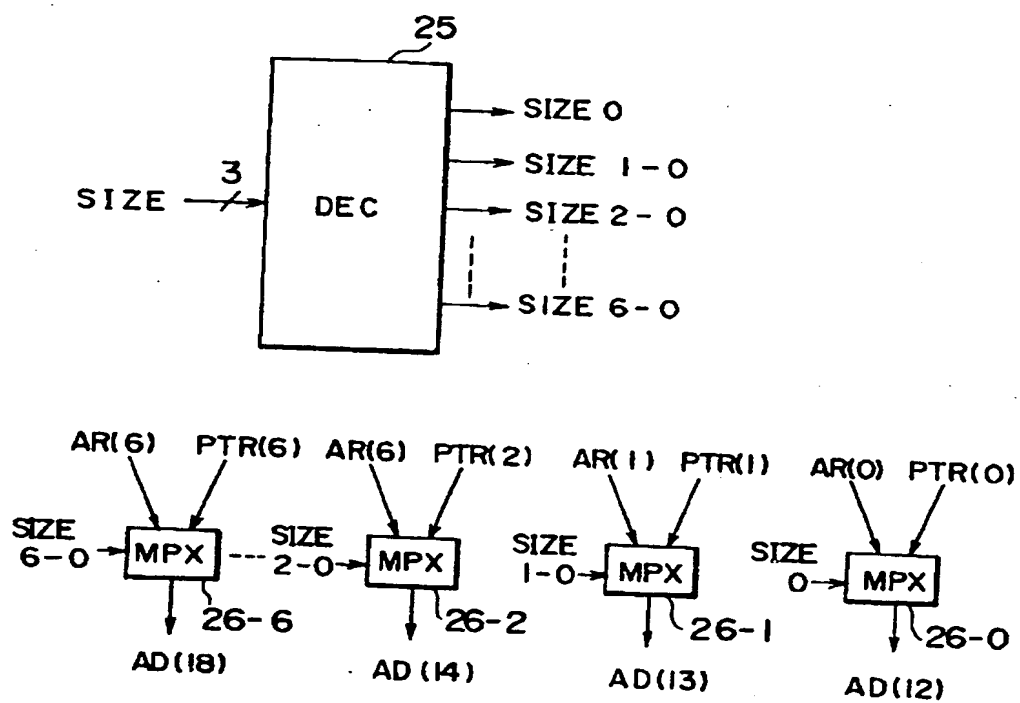 25
SIZE 0
3
SIZE 1-0
SIZE
DEC
SIZE 2-0
SIZE 6-0
AR(6) PTR(6) AR(6) PTR(2) AR(1) PTR(1) AR(0) PTR(0)
SIZE 6-0 MPX SIZE 2-0 MPX SIZE 1-0 MPX SIZE 0 MPX
26-6 26-2 26-1 26-0
AD(18) AD(14) AD(13) AD(12)